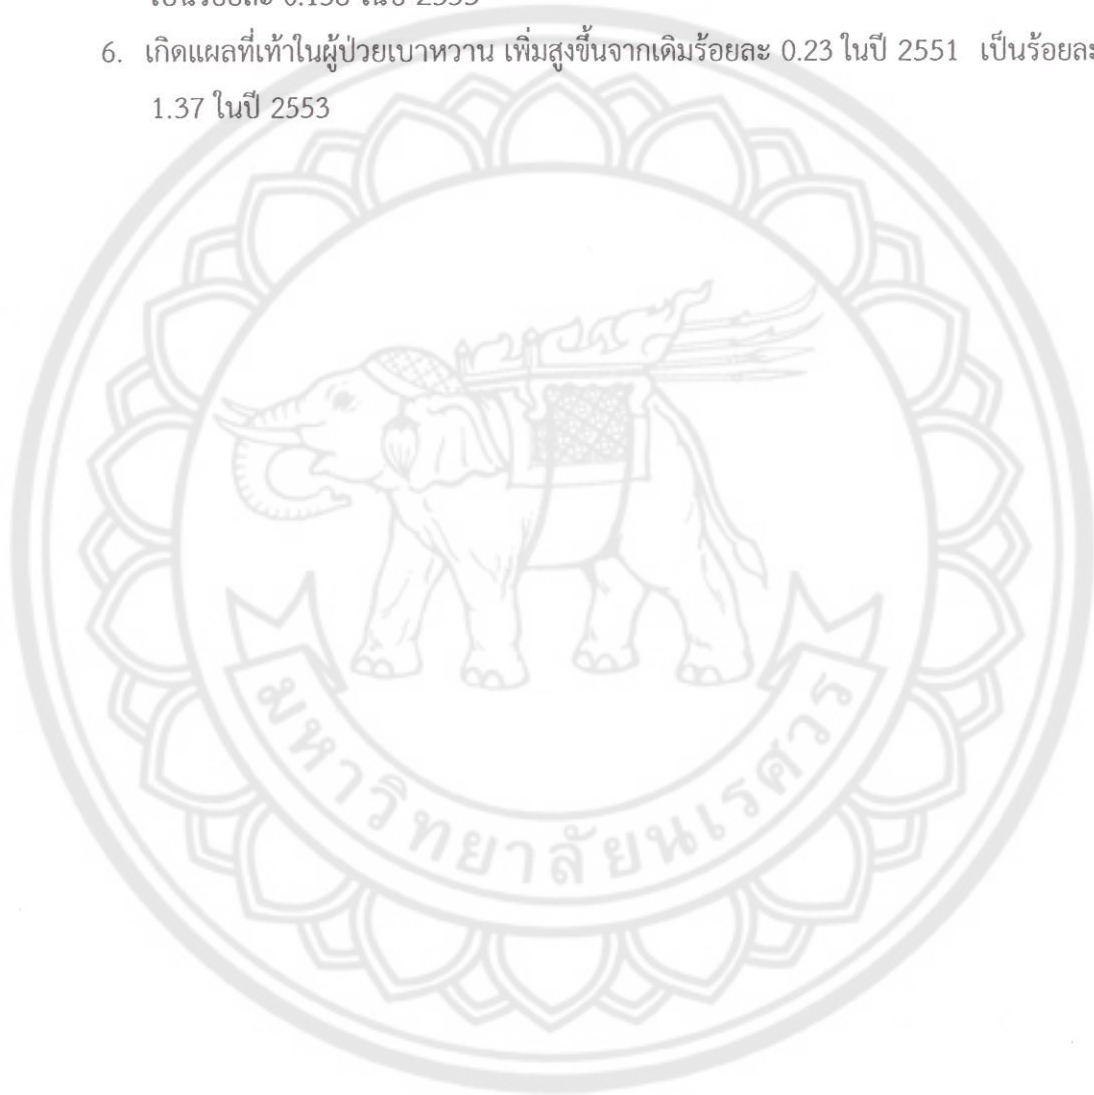 6. เกิดแผลที่เท้าในผู้ป่วยเบาหวาน เพิ่มสูงขึ้นจากเดิมร้อยละ 0.23 ในปี 2551 เป็นร้อยละ
1.37 ในปี 2553
มหาวิทยาลัยนเรศวร